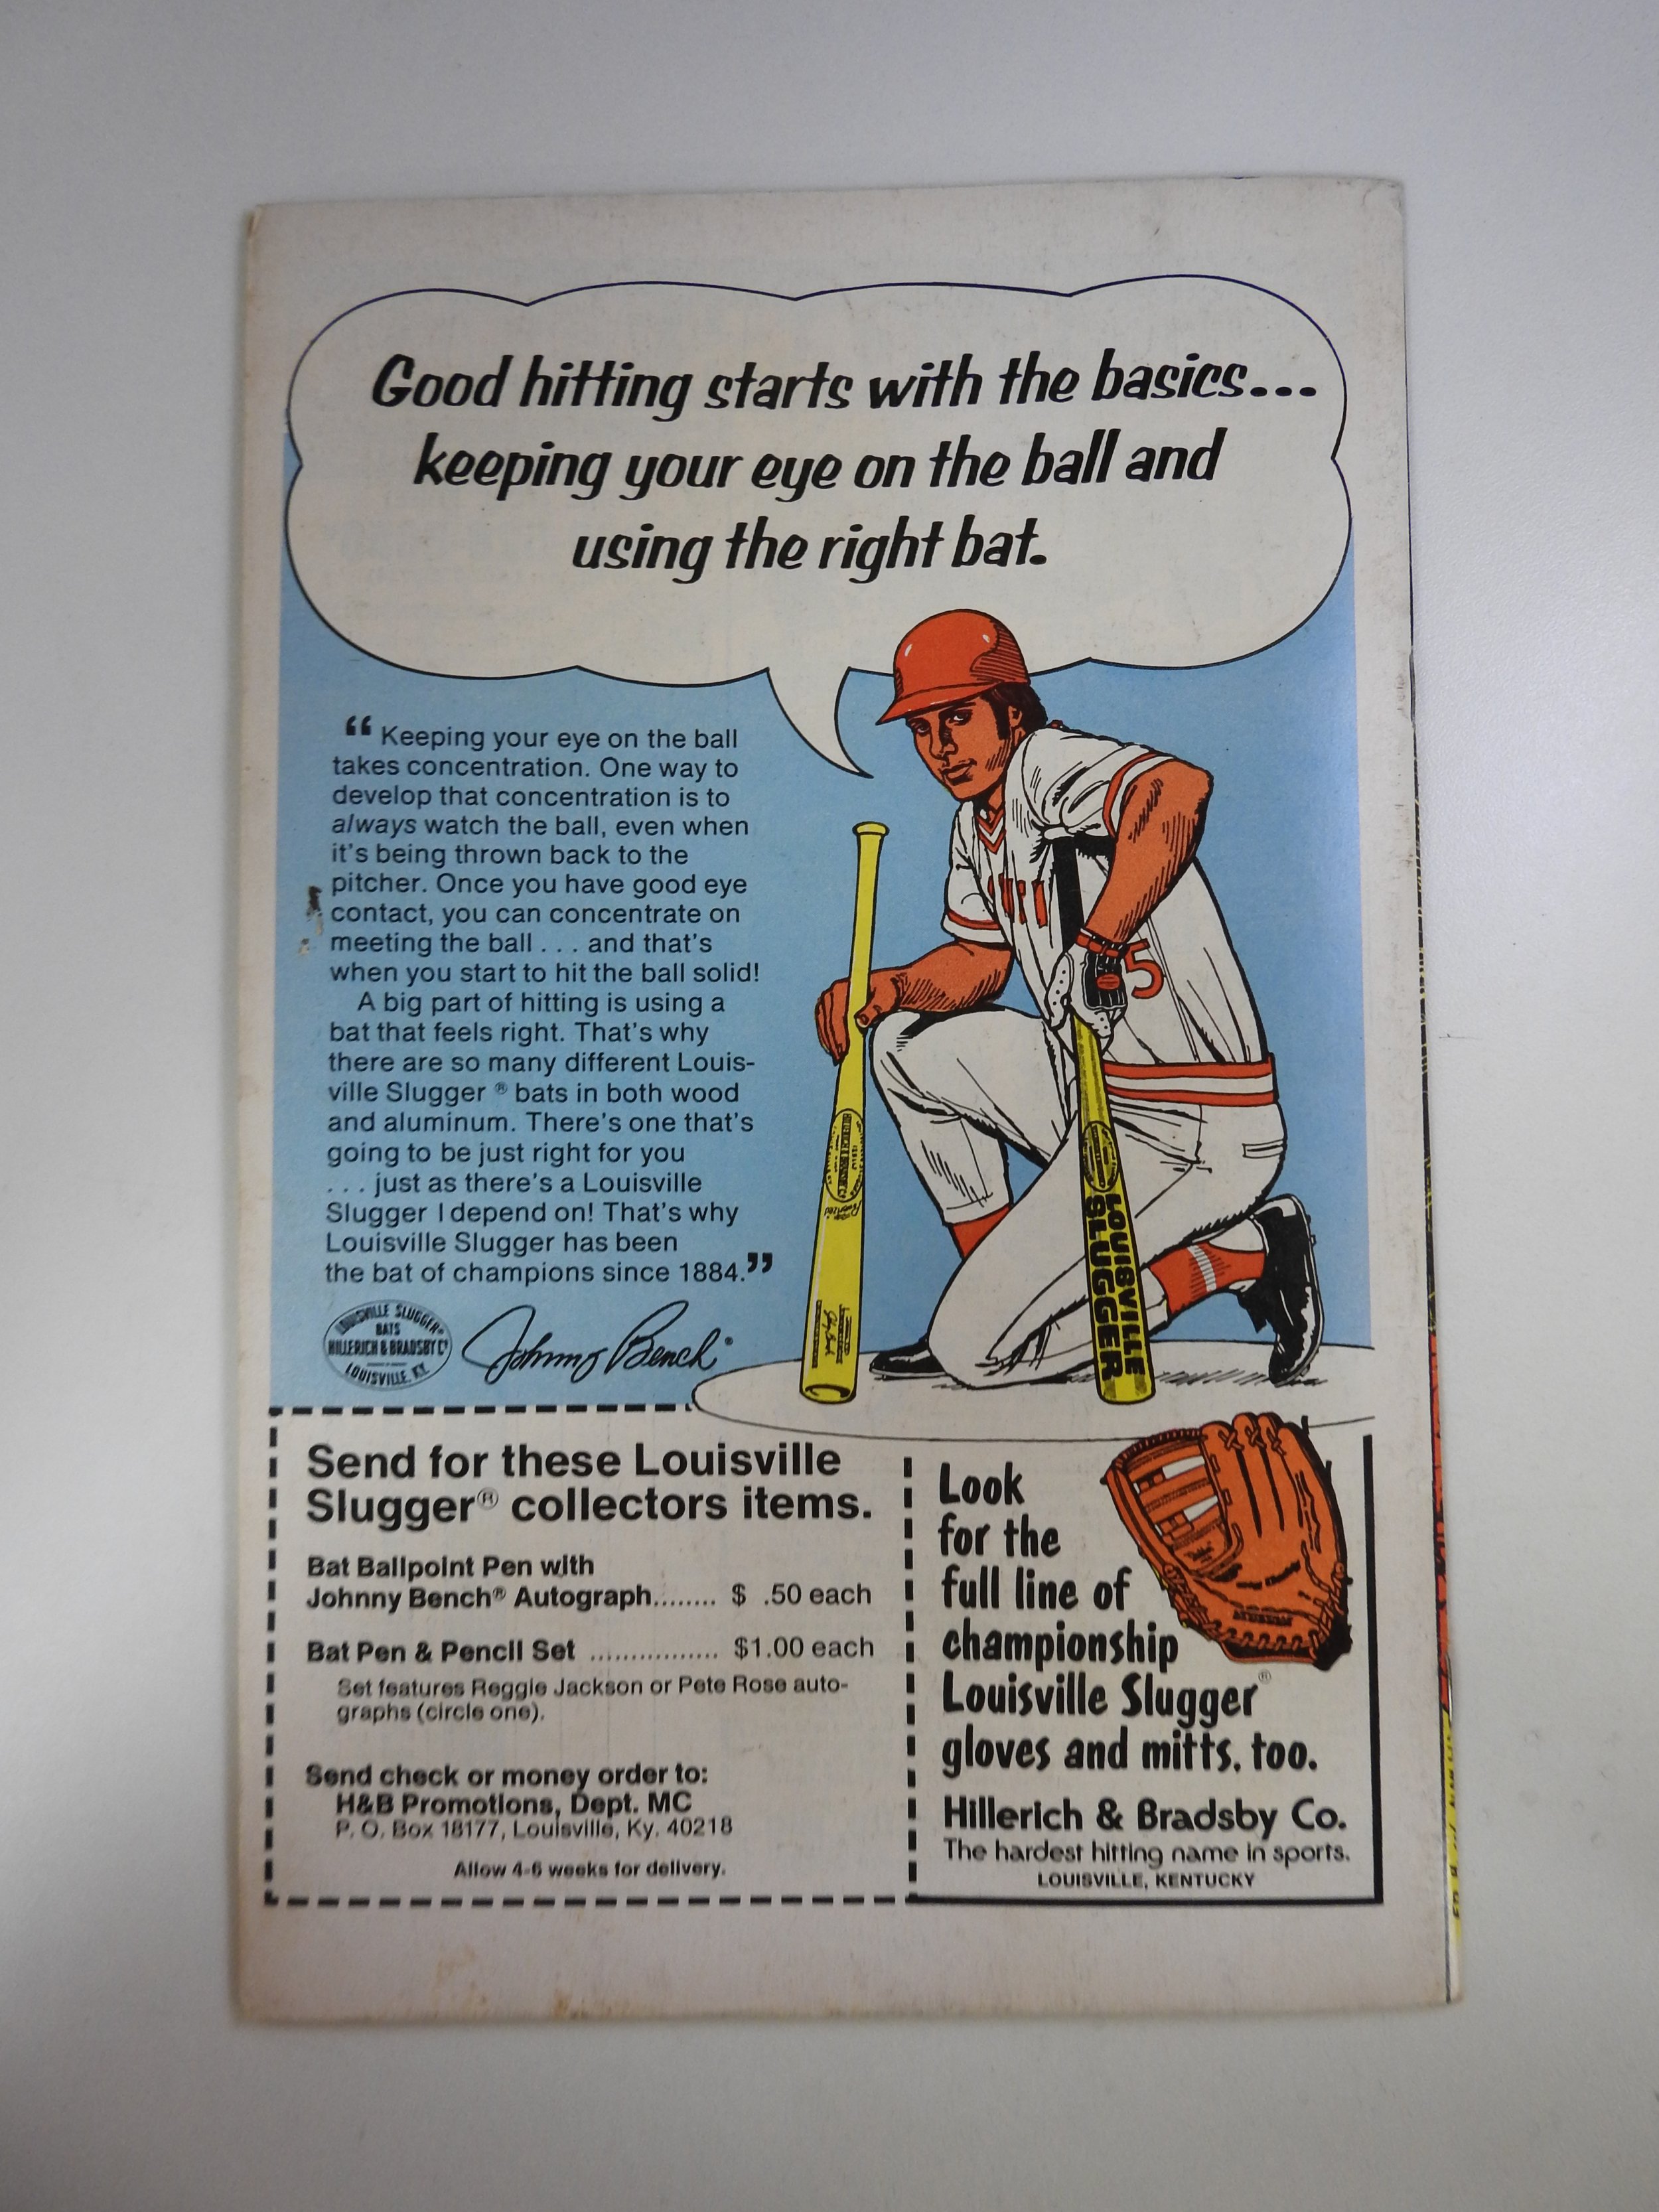 Good hitting starts with the basics...
keeping your eye on the ball and
using the right bat.
“ Keeping your eye on the ball
takes concentration. One way to
develop that concentration is to
always watch the ball, even when
it's being thrown back to the
pitcher. Once you have good eye
contact, you can concentrate on
meeting the ball . . . and that's
when you start to hit the ball solid!
A big part of hitting is using a
bat that feels right. That's why
there are so many different Louis-
ville Slugger ® bats in both wood
and aluminum. There's one that's
going to be just right for you
. . . just as there's a Louisville
Slugger I depend on! That's why
Louisville Slugger has been
the bat of champions since 1884.”
LOUISVILLE SLUGGER®
BATS
HILLERICH & BRADSBY Co
LOUISVILLE, KY.
Johnny Bench®
5
LOUISVILLE
SLUGGER
Send for these Louisville
Slugger® collectors items.
Bat Ballpoint Pen with
Johnny Bench® Autograph........ $ .50 each
Bat Pen & Pencil Set ................. $1.00 each
Set features Reggie Jackson or Pete Rose auto-
graphs (circle one).
Send check or money order to:
H&B Promotions, Dept. MC
P. O. Box 18177, Louisville, Ky. 40218
Allow 4-6 weeks for delivery.
Look
for the
full line of
championship
Louisville Slugger®
gloves and mitts, too.
Hillerich & Bradsby Co.
The hardest hitting name in sports.
LOUISVILLE, KENTUCKY